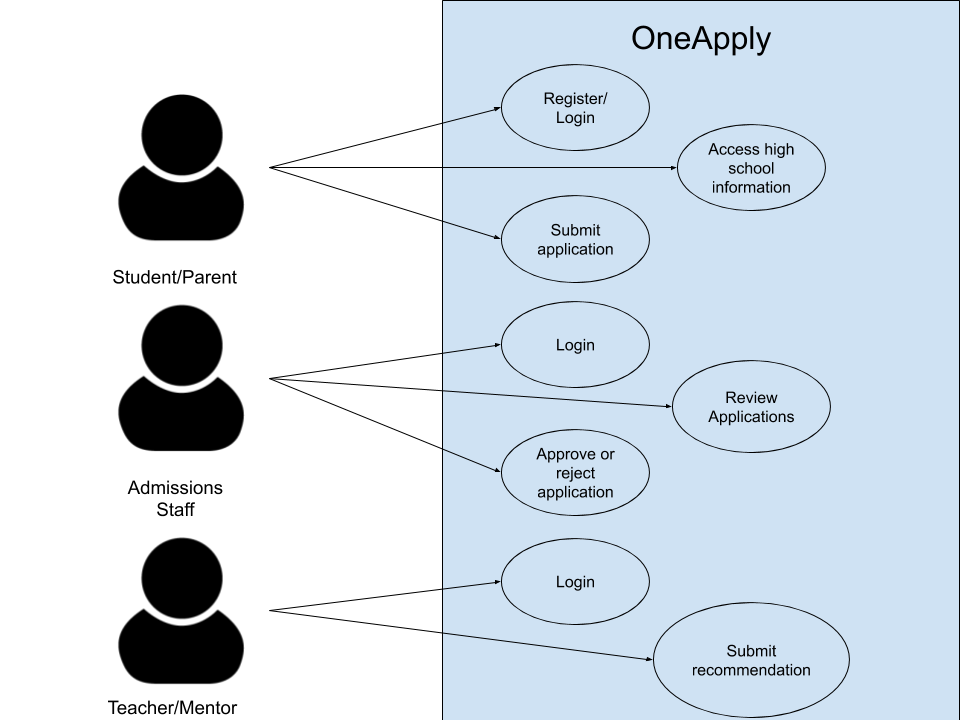 OneApply
Register/
Login
Access high
school
information
Submit
application
Student/Parent
Login
Review
Applications
Approve or
reject
application
Admissions
Staff
Login
Submit
recommendation
Teacher/Mentor